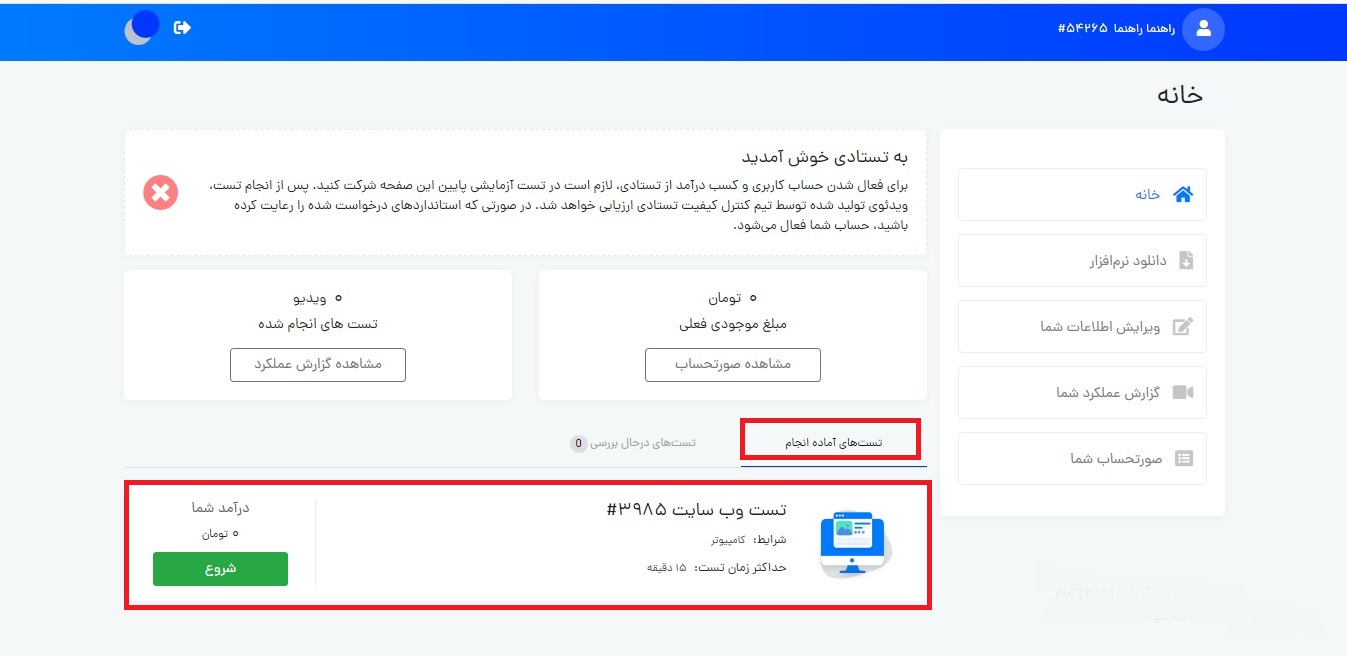 راهنما راهنما #۵۴۲۶۵
خانه
خانه
دانلود نرم‌افزار
ویرایش اطلاعات شما
گزارش عملکرد شما
صورتحساب شما
به تستادی خوش آمدید
برای فعال شدن حساب کاربری و کسب درآمد از تستادی، لازم است در تست آزمایشی پایین این صفحه شرکت کنید. پس از انجام تست،
ویدئوی تولید شده توسط تیم کنترل کیفیت تستادی ارزیابی خواهد شد. در صورتی که استانداردهای درخواست شده را رعایت کرده
باشید، حساب شما فعال می‌شود.
۰ تومان
مبلغ موجودی فعلی
مشاهده صورتحساب
۰ ویدیو
تست های انجام شده
مشاهده گزارش عملکرد
تست‌های آماده انجام
تست‌های درحال بررسی 0
تست وب سایت #۳۹۸۵
شرایط: کامپیوتر
حداکثر زمان تست: ۱۵ دقیقه
درآمد شما
۰ تومان
شروع